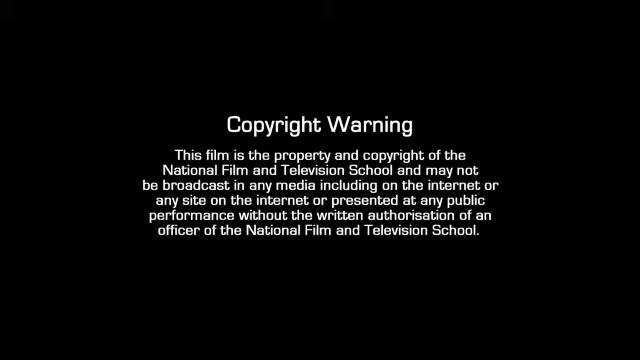 Copyright Warning
This film is the property and copyright of the
National Film and Television School and may not
be broadcast in any media including on the internet or
any site on the internet or presented at any public
performance without the written authorisation of an
officer of the National Film and Television School.